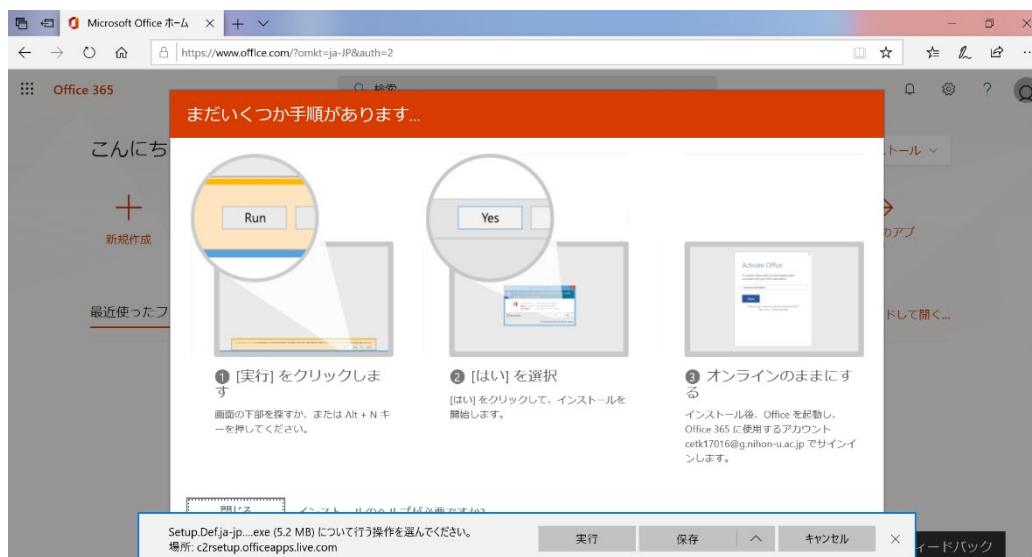 Microsoft Office ホーム
https://www.office.com/?omkt=ja-JP&auth=2
Office 365
検索
まだいくつか手順があります...
こんにち
ストール
Run
Yes
新規作成
のアプ
Activate Office
最近使ったフ
ドして開く...
1 [実行] をクリックしま
す
画面の下部を探すか、または Alt + N キ
ーを押してください。
2 [はい] を選択
[はい] をクリックして、インストールを
開始します。
3 オンラインのままにす
る
インストール後、Office を起動し、
Office 365 に使用するアカウント
cetk17016@g.nihon-u.ac.jp でサインイ
ンします。
閉じる
インストールのヘルプが必要ですか?
Setup.Def.ja-jp....exe (5.2 MB) について行う操作を選んでください。
場所: c2rsetup.officeapps.live.com
実行
保存
キャンセル
ィードバック